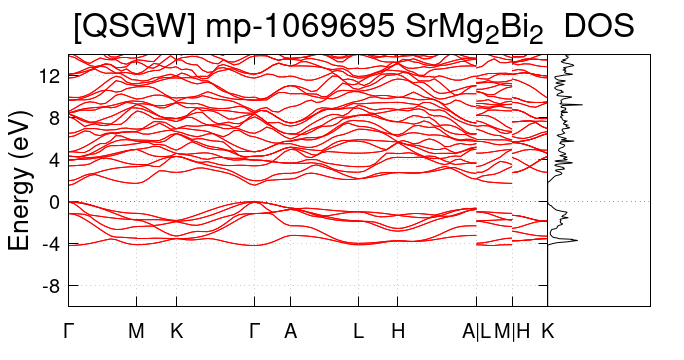 [QSGW] mp-1069695 SrMg2Bi2 DOS
Energy (eV)
12
8
4
0
-4
-8
Γ M K Γ A L H A|L M|H K